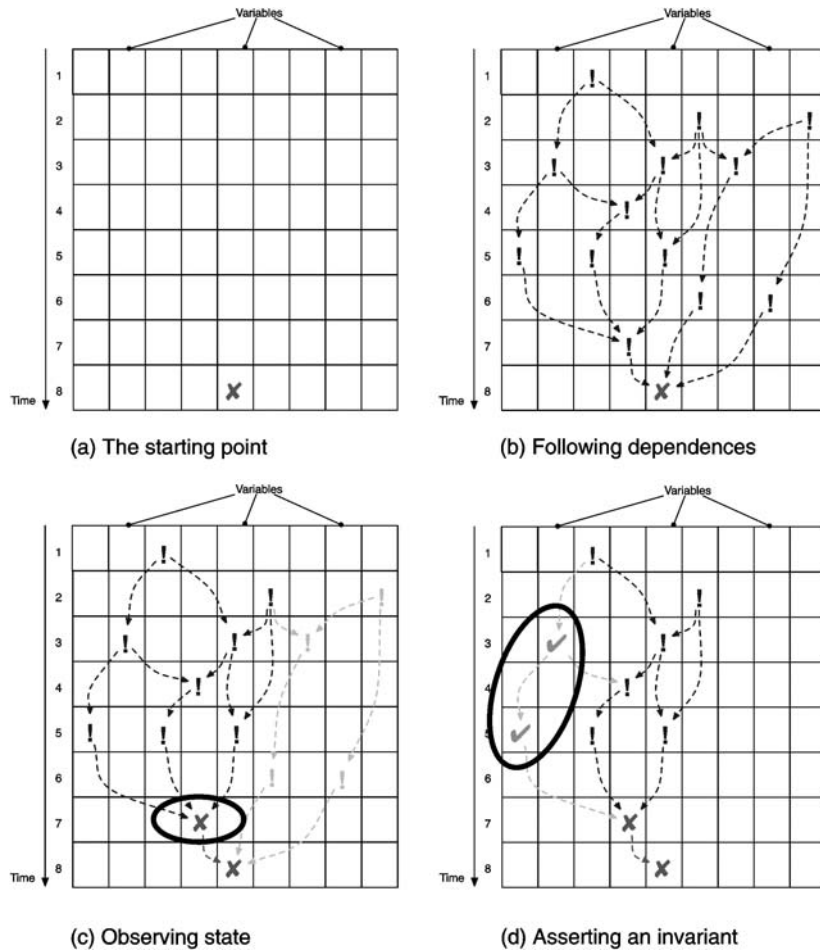 Variables
1
2
3
4
5
6
7
Time 8
(a) The starting point
Variables
1
2
3
4
5
6
7
Time 8
(b) Following dependences
Variables
1
2
3
4
5
6
7
Time 8
(c) Observing state
Variables
1
2
3
4
5
6
7
Time 8
(d) Asserting an invariant